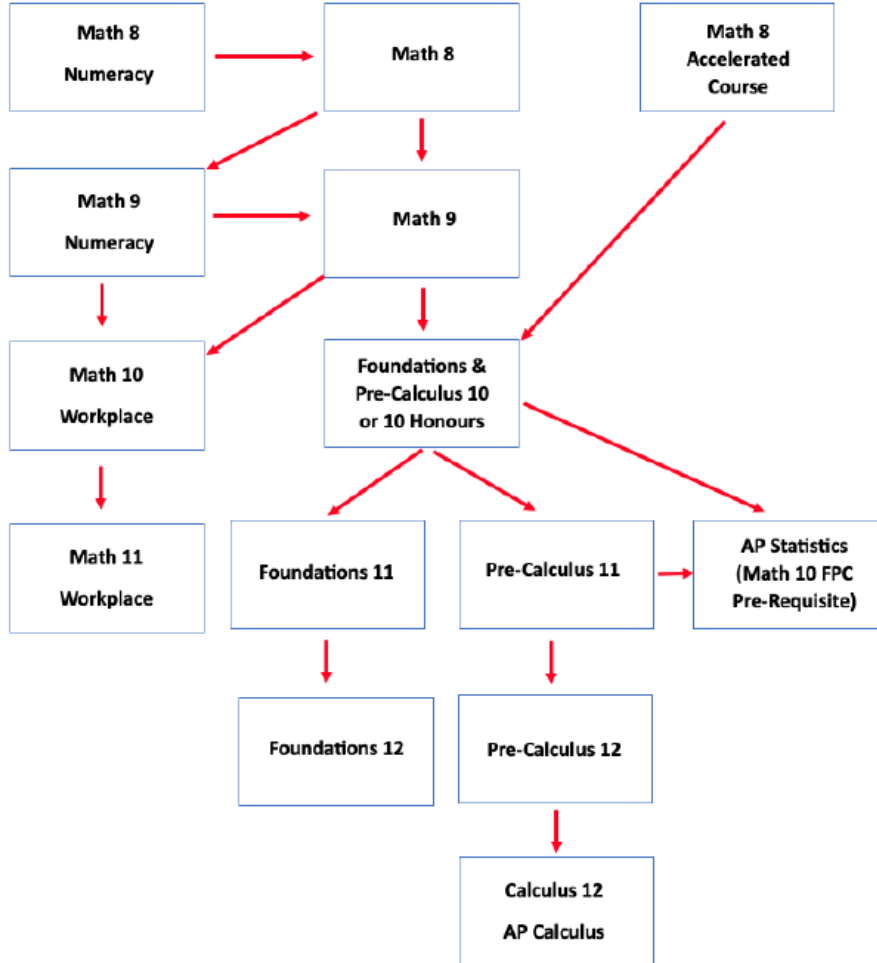 Math 8
Numeracy
Math 8
Math 8
Accelerated
Course
Math 9
Numeracy
Math 9
Math 10
Workplace
Foundations &
Pre-Calculus 10
or 10 Honours
Math 11
Workplace
Foundations 11
Pre-Calculus 11
AP Statistics
(Math 10 FPC
Pre-Requisite)
Foundations 12
Pre-Calculus 12
Calculus 12
AP Calculus